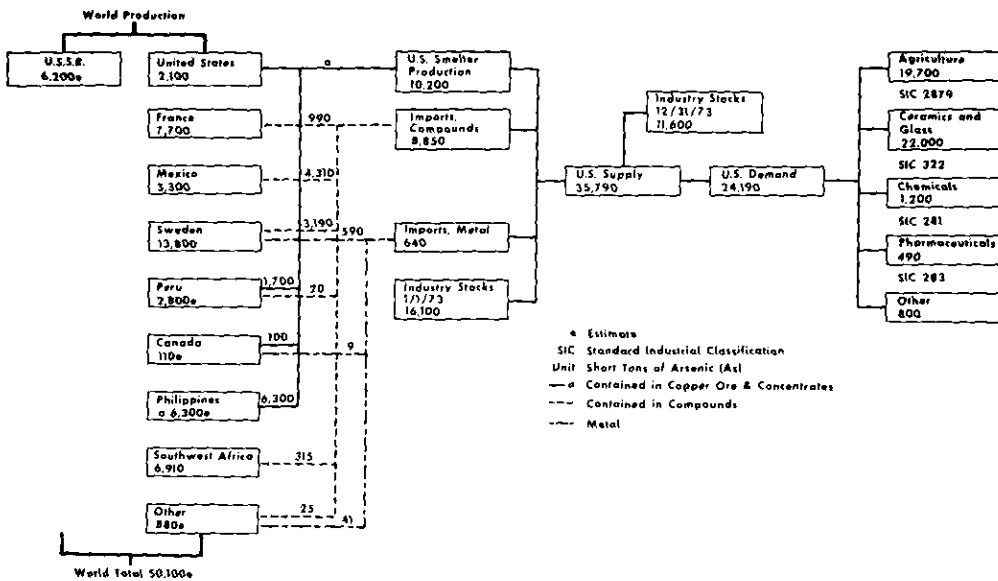 World Production
U.S.S.R.
6,200e
United States
2,100
France
7,700
Mexico
3,300
Sweden
13,800
Peru
2,800e
Canada
110e
Philippines
a 6,300e
Southwest Africa
6,910
Other
880e
World Total 50,100e
a
990
4,310
3,190
590
1,700
20
100
9
6,300
315
25
41
U.S. Smelter
Production
10,200
Imports,
Compounds
8,850
Imports, Metal
640
Industry Stocks
1/1/73
16,100
Industry Stocks
12/31/73
11,600
U.S. Supply
35,790
U.S. Demand
24,190
Agriculture
19,700
SIC 2879
Ceramics and
Glass
22,000
SIC 322
Chemicals
1,200
SIC 281
Pharmaceuticals
490
SIC 283
Other
800
e Estimate
SIC Standard Industrial Classification
Unit Short Tons of Arsenic (As)
a Contained in Copper Ore & Concentrates
Contained in Compounds
Metal